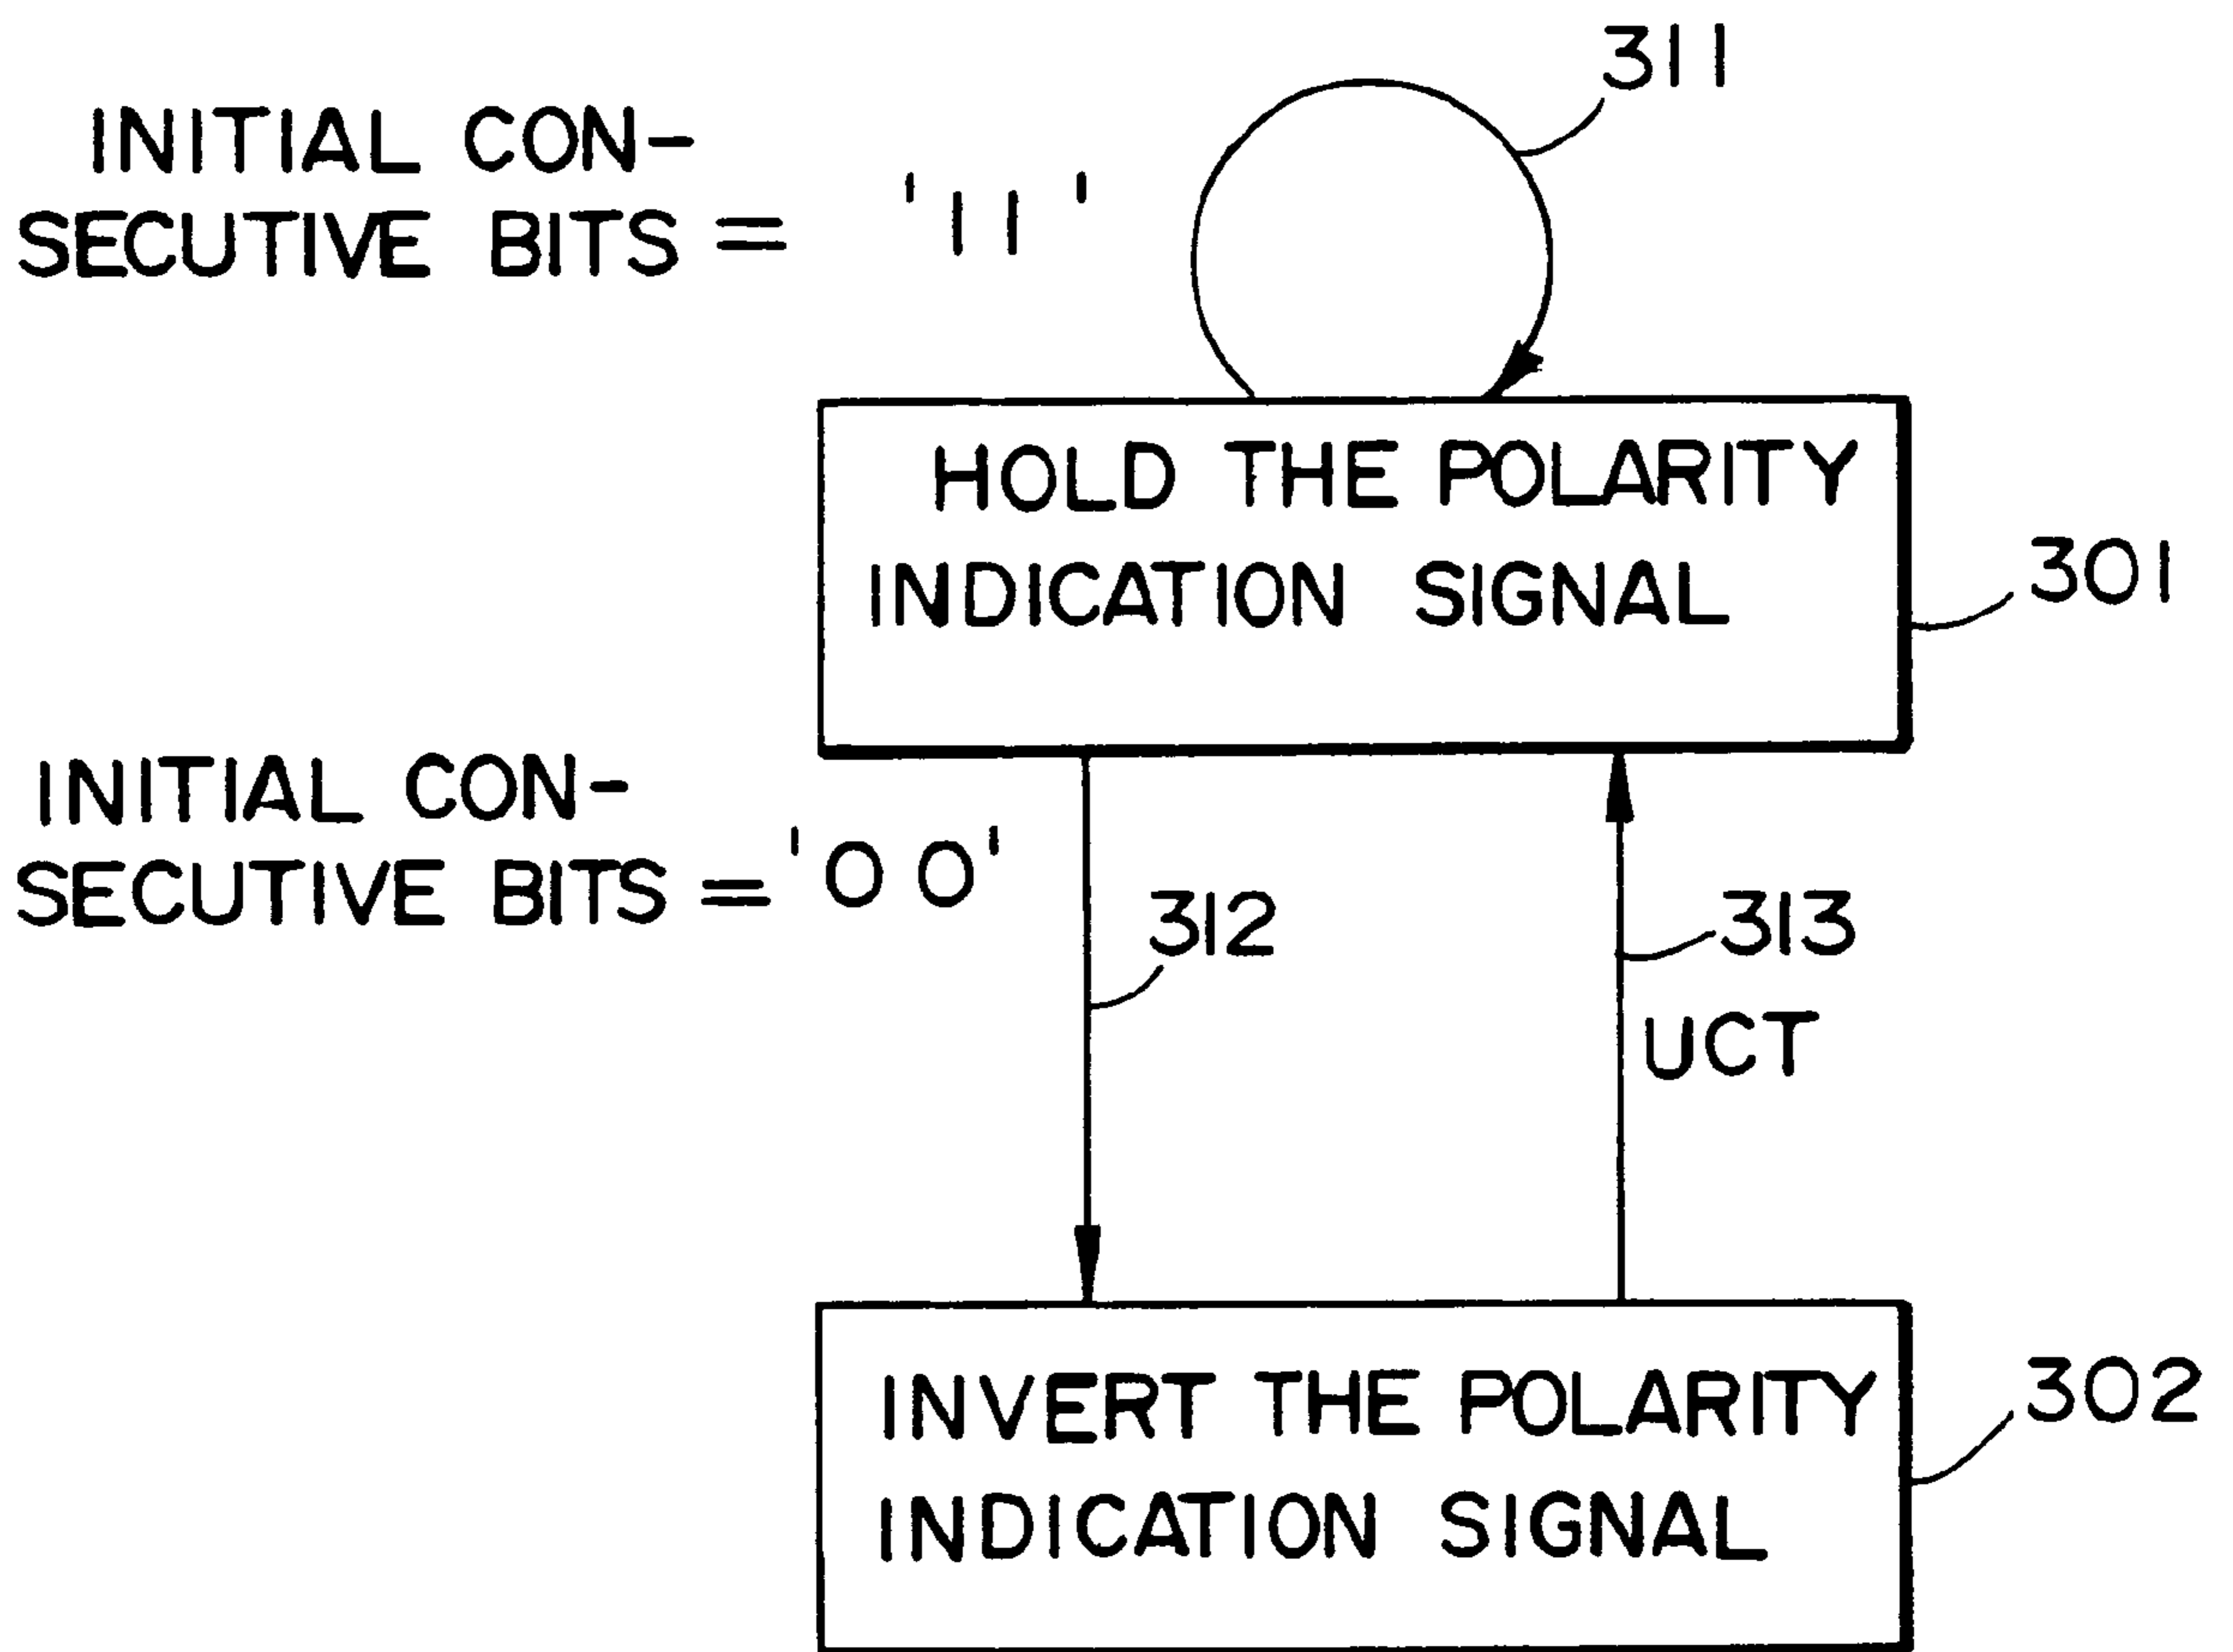 311
INITIAL CON-
SECUTIVE BITS = '11'
HOLD THE POLARITY
INDICATION SIGNAL
301
INITIAL CON-
SECUTIVE BITS = '00'
312
313
UCT
INVERT THE POLARITY
INDICATION SIGNAL
302